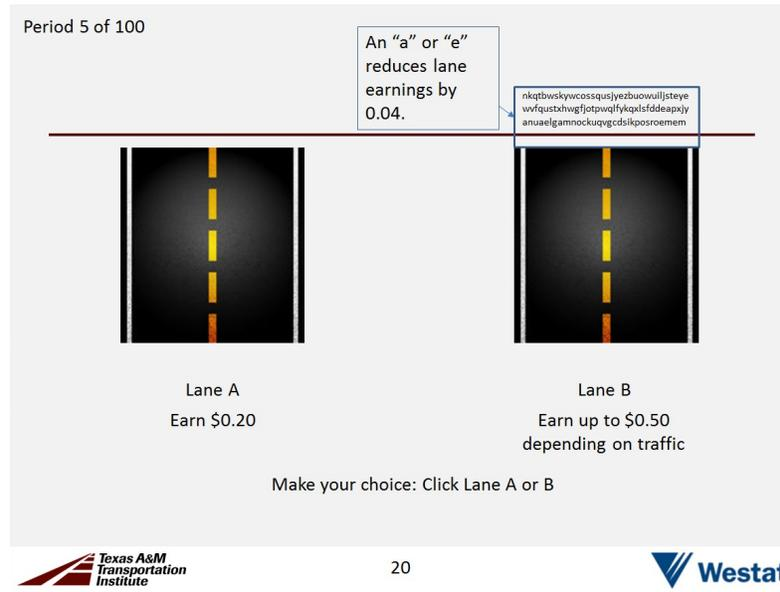 Period 5 of 100
An “a” or “e”
reduces lane
earnings by
0.04.
nkqtbwskywcossqusjyezbuowuilljsteye
wvfqustxhwgfjotpwqlfykqxlsfddeapxjy
anuaelgamnockuqvgcdsikposroemem
Lane A
Earn $0.20
Lane B
Earn up to $0.50
depending on traffic
Make your choice: Click Lane A or B
Texas A&M
Transportation
Institute
20
Westat